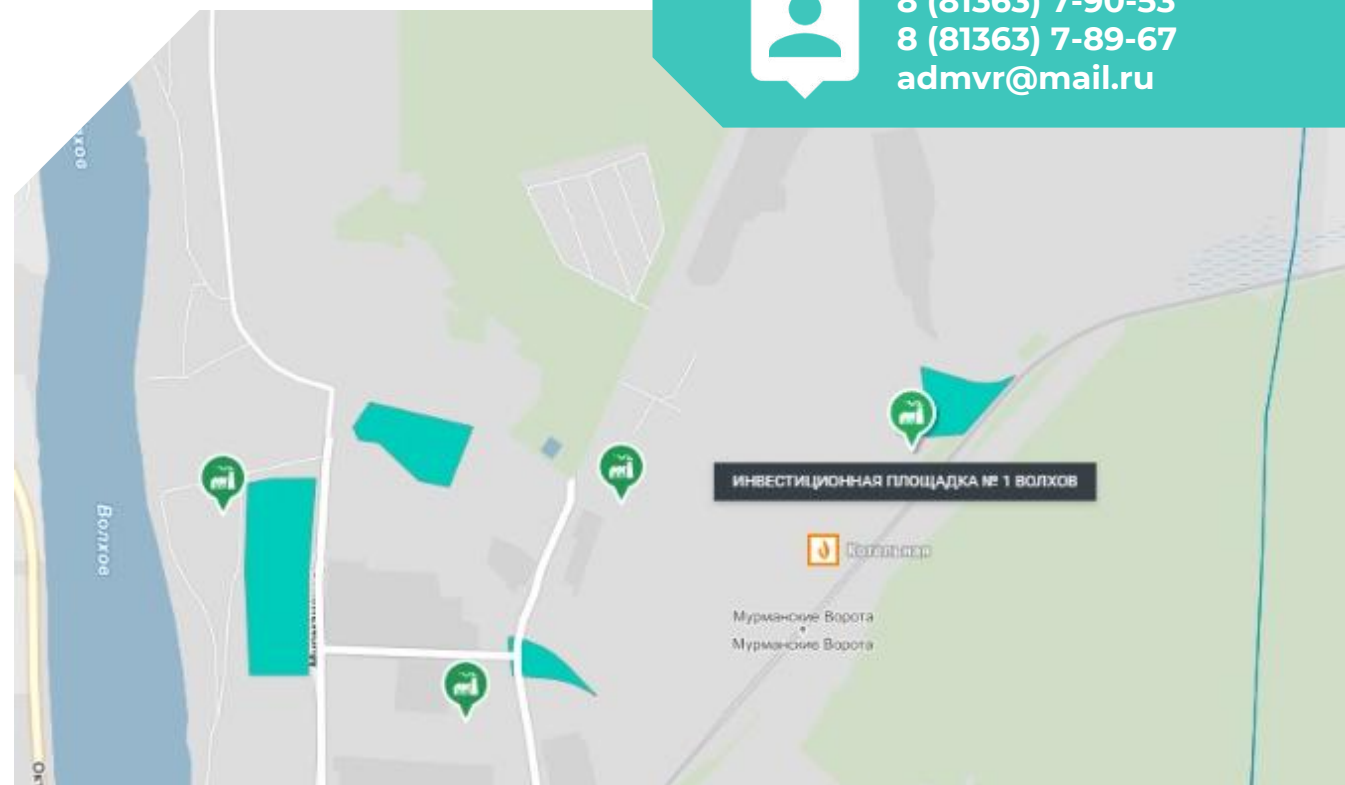 8 (81363) 7-90-53
8 (81363) 7-89-67
admvr@mail.ru
Волхов
ИНВЕСТИЦИОННАЯ ПЛОЩАДКА № 1 ВОЛХОВ
Котельная
Мурманские Ворота
Мурманские Ворота